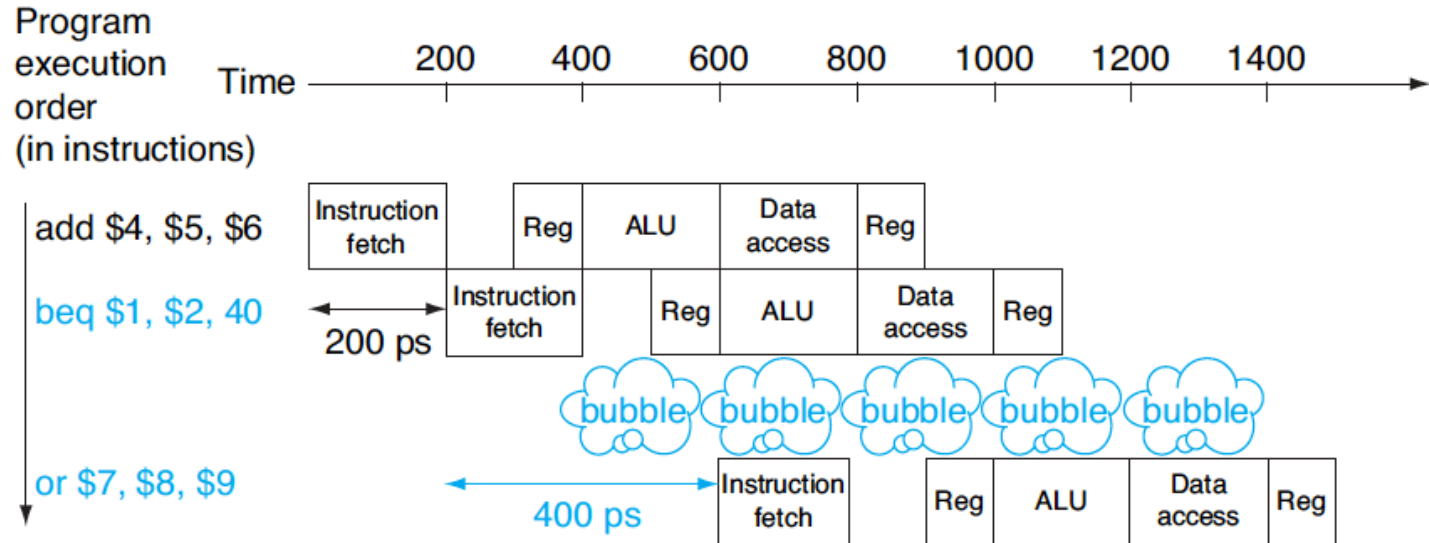 Program
execution
order
(in instructions)
Time
200 400 600 800 1000 1200 1400
add $4, $5, $6
Instruction
fetch
Reg
ALU
Data
access
Reg
beq $1, $2, 40
200 ps
Instruction
fetch
Reg
ALU
Data
access
Reg
bubble bubble bubble bubble bubble
or $7, $8, $9
400 ps
Instruction
fetch
Reg
ALU
Data
access
Reg